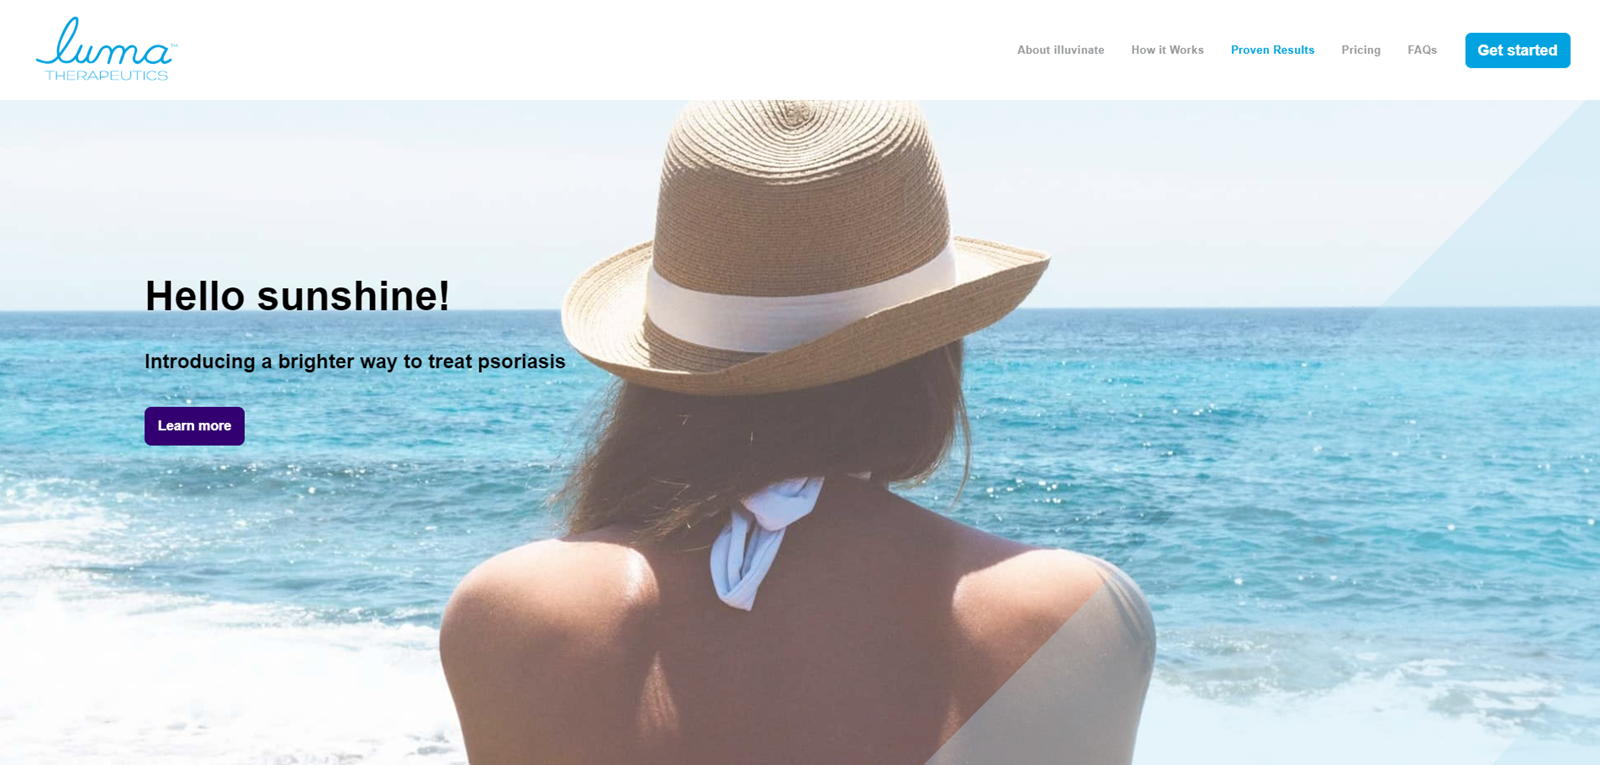 luma™
THERAPEUTICS
About illuvinate
How it Works
Proven Results
Pricing
FAQs
Get started
Hello sunshine!
Introducing a brighter way to treat psoriasis
Learn more